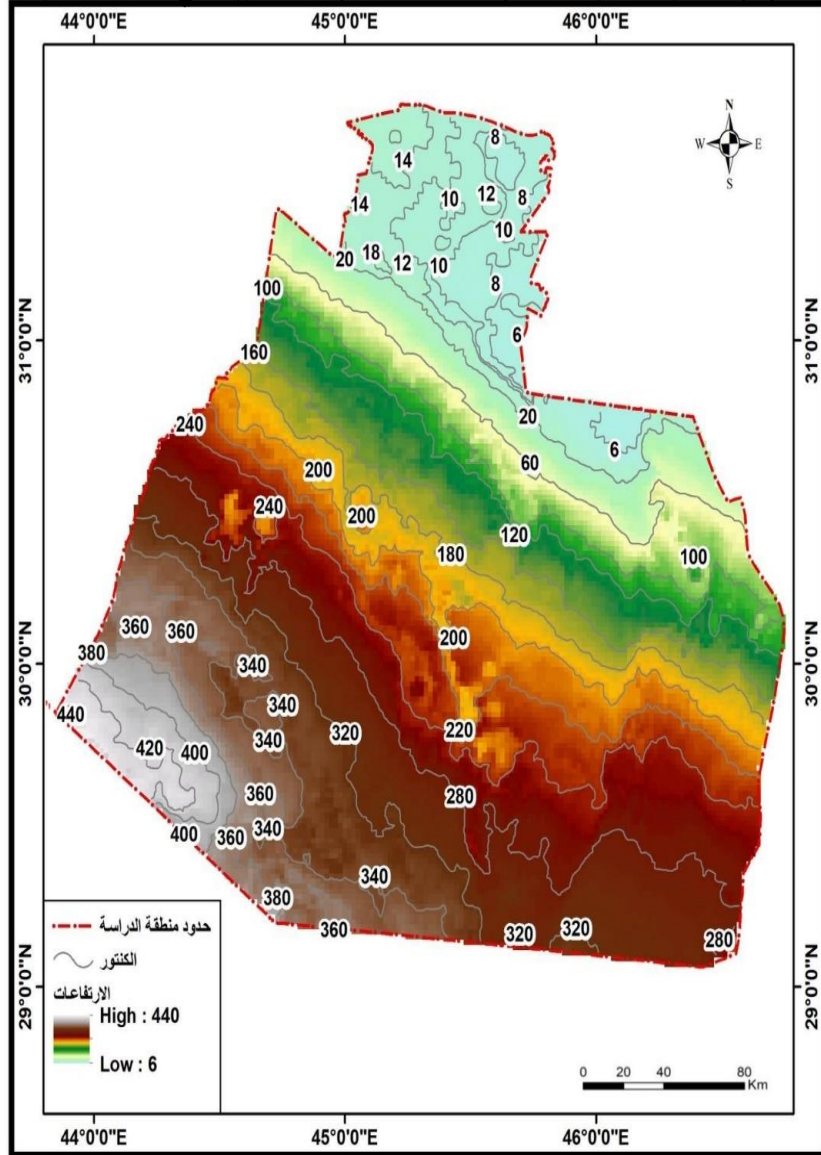 44°0'0"E 45°0'0"E 46°0'0"E
N
W E
S
8
14
12
14 10 8
10
20 18 12 10
8
100
31°0'0"N 31°0'0"N
6
160
20
240
6
60
200
240 200
120
180 100
200
360 360
30°0'0"N 30°0'0"N
380 340
340
440 320 220
420 400 340
360 280
400 360 340
340
380
360 320 320 280
حدود منطقة الدراسة
الكنتور
الارتفاعات
High : 440
Low : 6
29°0'0"N 29°0'0"N
0 20 40 80
Km
44°0'0"E 45°0'0"E 46°0'0"E